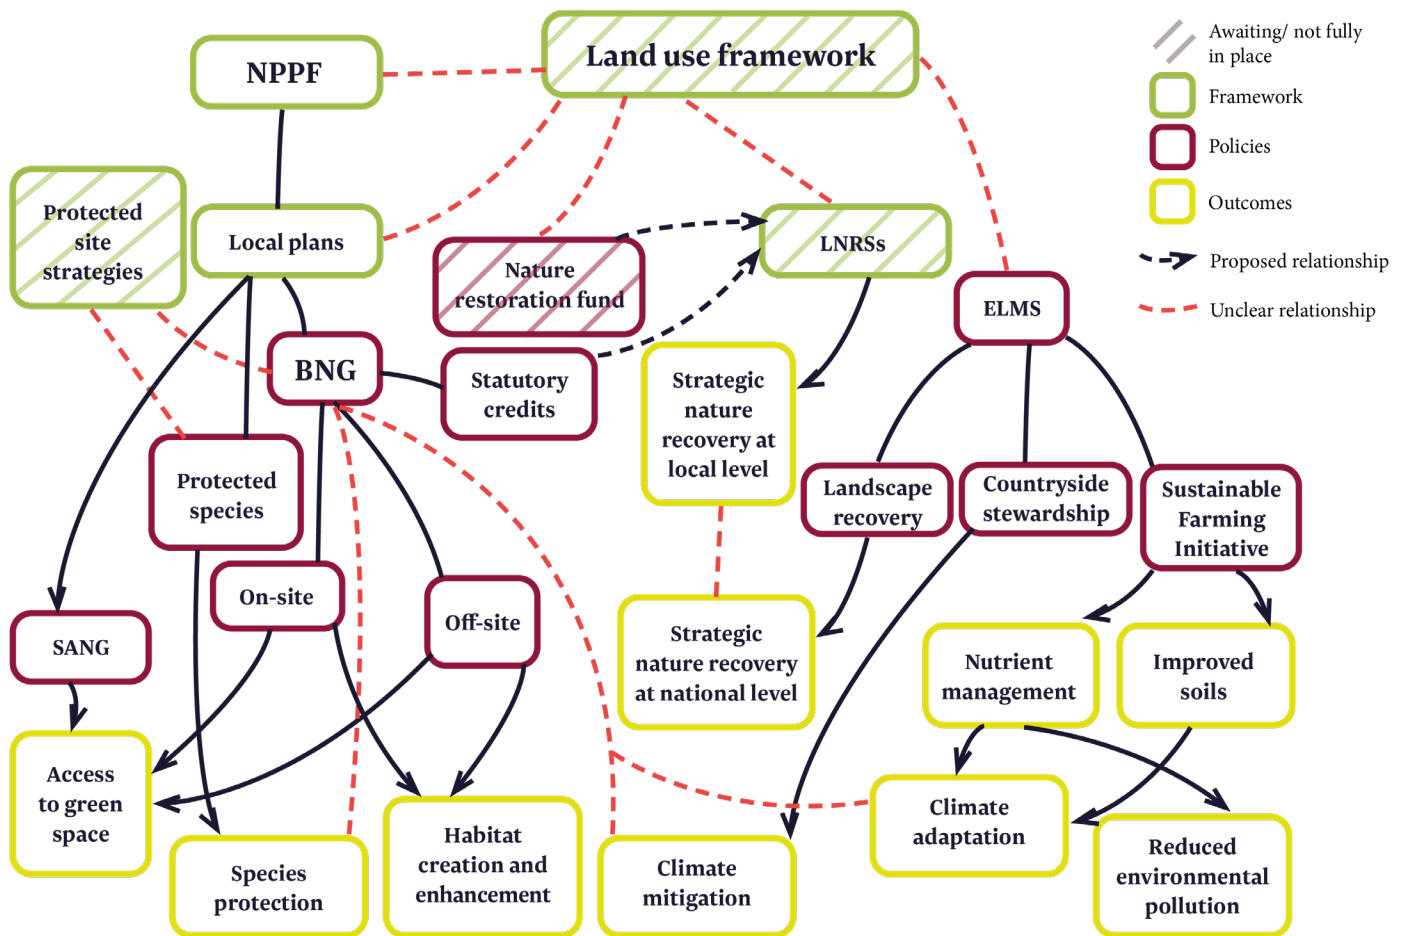 NPPF
Land use framework
Awaiting/ not fully
in place
Framework
Policies
Outcomes
Proposed relationship
Unclear relationship
Protected
site
strategies
Local plans
Nature
restoration fund
LNRSs
ELMS
BNG
Statutory
credits
Strategic
nature
recovery at
local level
Protected
species
Landscape
recovery
Countryside
stewardship
Sustainable
Farming
Initiative
On-site
Off-site
SANG
Strategic
nature recovery
at national level
Nutrient
management
Improved
soils
Access
to green
space
Species
protection
Habitat
creation and
enhancement
Climate
mitigation
Climate
adaptation
Reduced
environmental
pollution